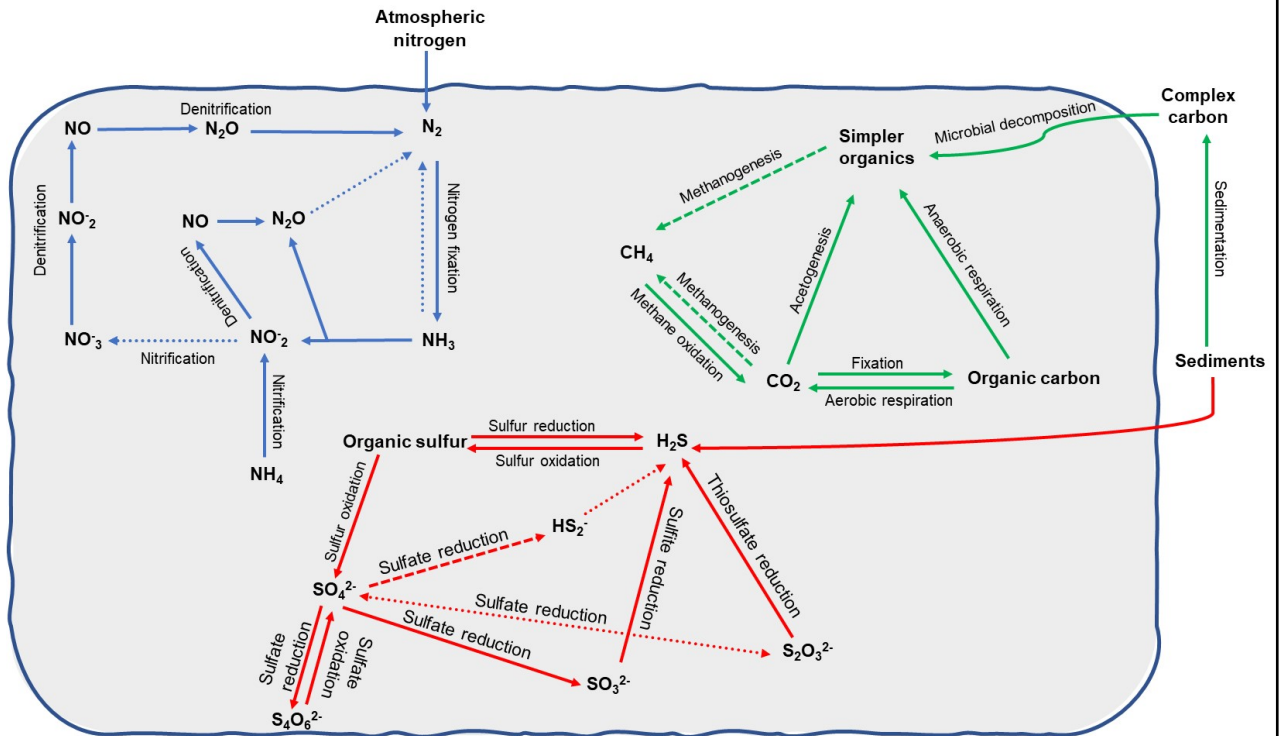 Atmospheric
nitrogen
Denitrification
NO
N₂O
N₂
Denitrification
NO⁻₂
NO
N₂O
Nitrogen fixation
Denitrification
NO⁻₃
Nitrification
NO⁻₂
NH₃
Nitrification
NH₄
Complex
carbon
Microbial decomposition
Simpler
organics
Methanogenesis
Sedimentation
CH₄
Acetogenesis
Anaerobic respiration
Methanogenesis
Methane oxidation
CO₂
Fixation
Aerobic respiration
Organic carbon
Sediments
Organic sulfur
Sulfur reduction
Sulfur oxidation
H₂S
Sulfur oxidation
HS₂⁻
Thiosulfate reduction
Sulfite reduction
Sulfate reduction
SO₄²⁻
Sulfate reduction
Sulfate reduction
S₂O₃²⁻
Sulfate
reduction
Sulfate
oxidation
SO₃²⁻
S₄O₆²⁻